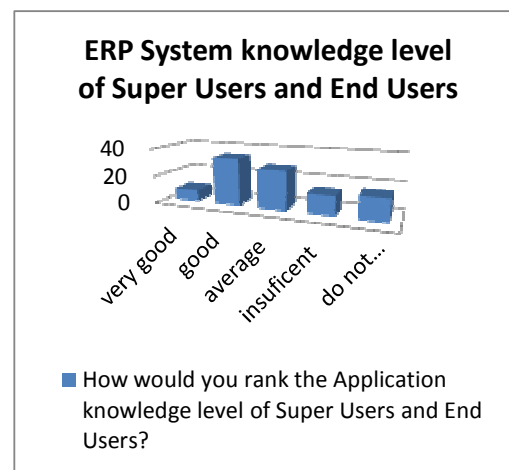 ERP System knowledge level
of Super Users and End Users
40
20
0
very good
good
average
insuficent
do not...
How would you rank the Application
knowledge level of Super Users and End
Users?